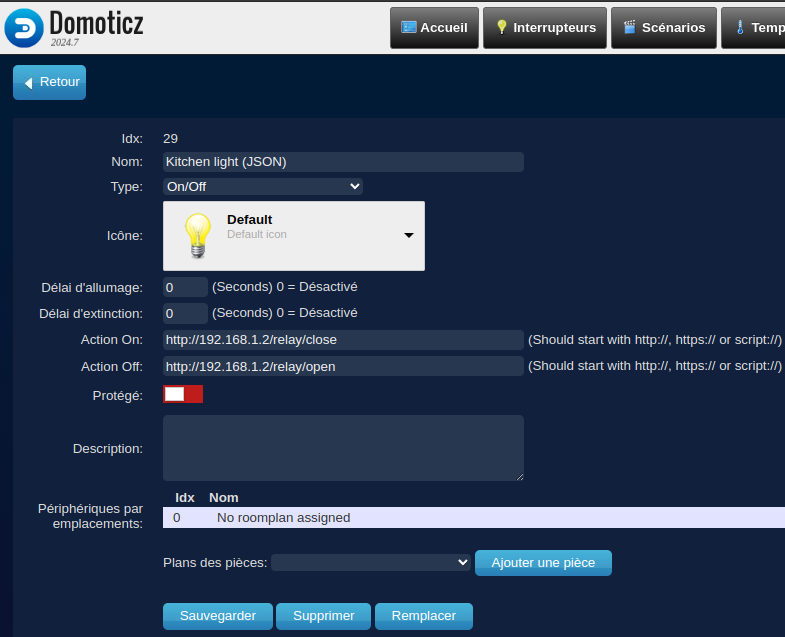 Domoticz
2024.7
Accueil Interrupteurs Scénarios Temp
Retour
Idx: 29
Nom: Kitchen light (JSON)
Type: On/Off
Icône: Default
Default icon
Délai d'allumage: 0 (Seconds) 0 = Désactivé
Délai d'extinction: 0 (Seconds) 0 = Désactivé
Action On: http://192.168.1.2/relay/close (Should start with http://, https:// or script://)
Action Off: http://192.168.1.2/relay/open (Should start with http://, https:// or script://)
Protégé:
Description:
Périphériques par
emplacements:
Idx Nom
0 No roomplan assigned
Plans des pièces: Ajouter une pièce
Sauvegarder Supprimer Remplacer